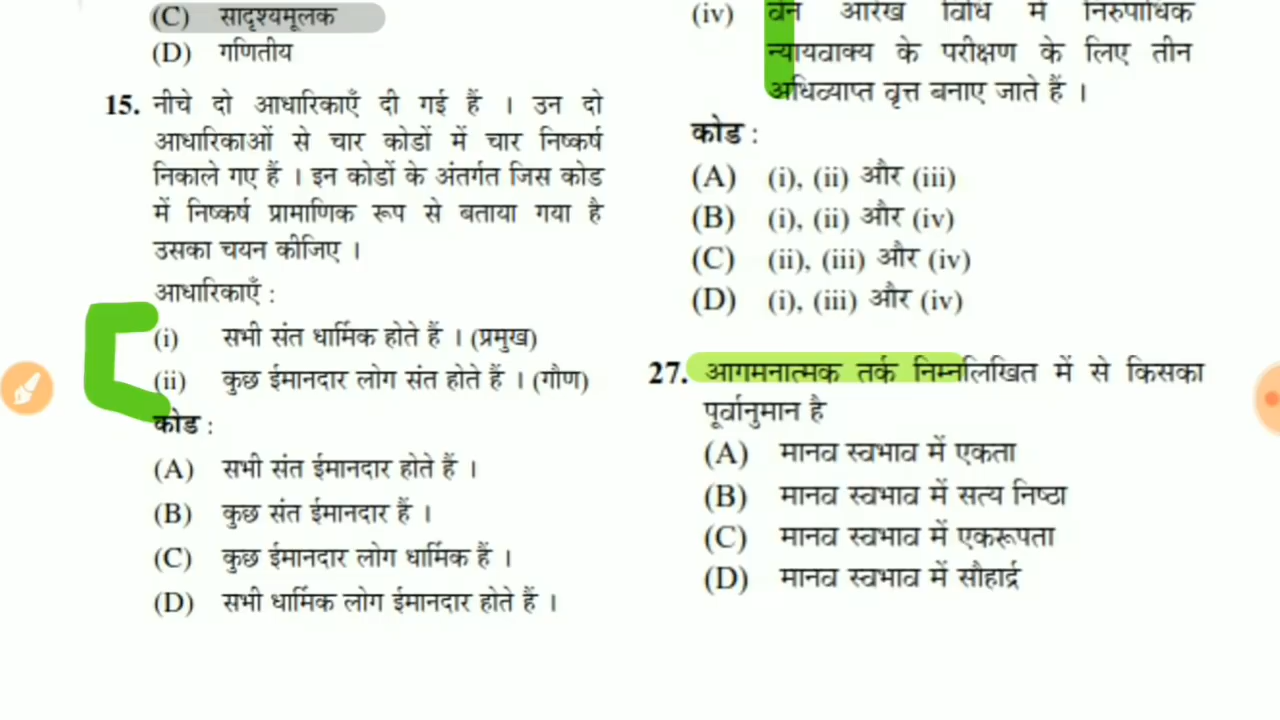 (C) सादृश्यमूलक
(D) गणितीय
15. नीचे दो आधारिकाएँ दी गई हैं । उन दो
आधारिकाओं से चार कोडों में चार निष्कर्ष
निकाले गए हैं । इन कोडों के अंतर्गत जिस कोड
में निष्कर्ष प्रामाणिक रूप से बताया गया है
उसका चयन कीजिए ।
आधारिकाएँ :
(i) सभी संत धार्मिक होते हैं । (प्रमुख)
(ii) कुछ ईमानदार लोग संत होते हैं । (गौण)
कोड :
(A) सभी संत ईमानदार होते हैं ।
(B) कुछ संत ईमानदार हैं ।
(C) कुछ ईमानदार लोग धार्मिक हैं ।
(D) सभी धार्मिक लोग ईमानदार होते हैं ।
(iv) वेन आरेख विधि में निरुपाधिक
न्यायवाक्य के परीक्षण के लिए तीन
अधिव्याप्त वृत्त बनाए जाते हैं ।
कोड :
(A) (i), (ii) और (iii)
(B) (i), (ii) और (iv)
(C) (ii), (iii) और (iv)
(D) (i), (iii) और (iv)
27. आगमनात्मक तर्क निम्नलिखित में से किसका
पूर्वानुमान है
(A) मानव स्वभाव में एकता
(B) मानव स्वभाव में सत्य निष्ठा
(C) मानव स्वभाव में एकरूपता
(D) मानव स्वभाव में सौहार्द्र